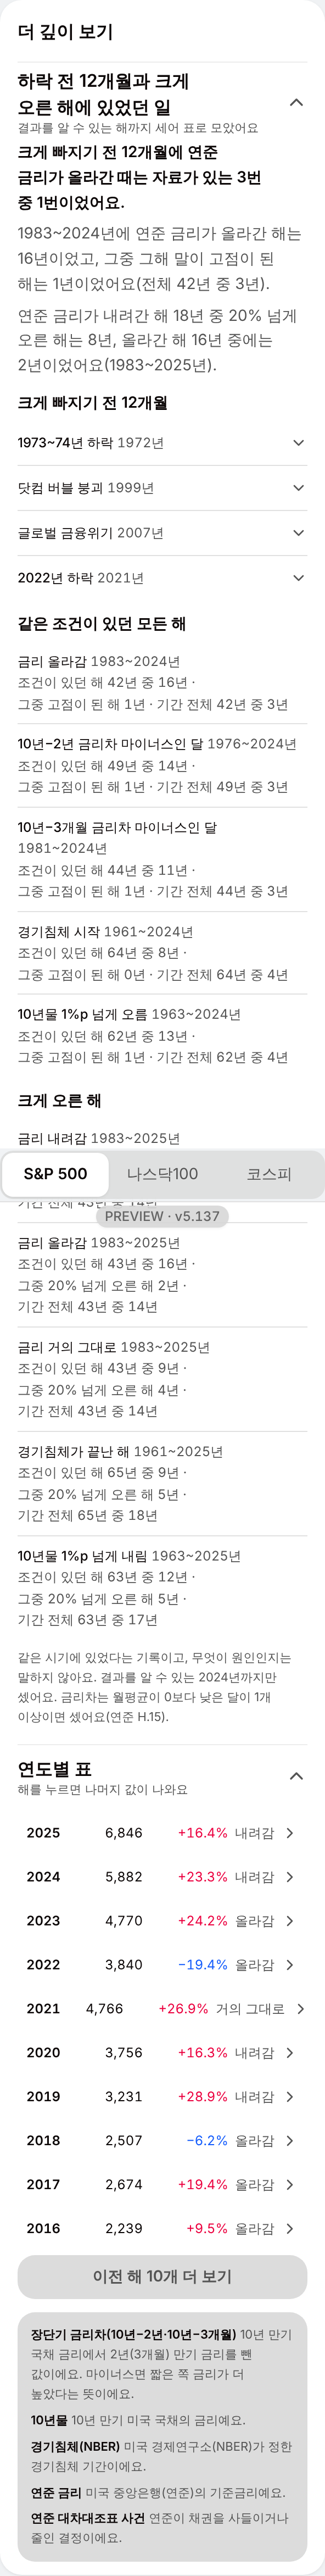 더 깊이 보기
하락 전 12개월과 크게
오른 해에 있었던 일
결과를 알 수 있는 해까지 세어 표로 모았어요
크게 빠지기 전 12개월에 연준
금리가 올라간 때는 자료가 있는 3번
중 1번이었어요.
1983~2024년에 연준 금리가 올라간 해는
16년이었고, 그중 그해 말이 고점이 된
해는 1년이었어요(전체 42년 중 3년).
연준 금리가 내려간 해 18년 중 20% 넘게
오른 해는 8년, 올라간 해 16년 중에는
2년이었어요(1983~2025년).
크게 빠지기 전 12개월
1973~74년 하락 1972년
닷컴 버블 붕괴 1999년
글로벌 금융위기 2007년
2022년 하락 2021년
같은 조건이 있던 모든 해
금리 올라감 1983~2024년
조건이 있던 해 42년 중 16년 ·
그중 고점이 된 해 1년 · 기간 전체 42년 중 3년
10년−2년 금리차 마이너스인 달 1976~2024년
조건이 있던 해 49년 중 14년 ·
그중 고점이 된 해 1년 · 기간 전체 49년 중 3년
10년−3개월 금리차 마이너스인 달
1981~2024년
조건이 있던 해 44년 중 11년 ·
그중 고점이 된 해 1년 · 기간 전체 44년 중 3년
경기침체 시작 1961~2024년
조건이 있던 해 64년 중 8년 ·
그중 고점이 된 해 0년 · 기간 전체 64년 중 4년
10년물 1%p 넘게 오름 1963~2024년
조건이 있던 해 62년 중 13년 ·
그중 고점이 된 해 1년 · 기간 전체 62년 중 4년
크게 오른 해
금리 내려감 1983~2025년
S&P 500 나스닥100 코스피
기간 전체 43년 중 14년
PREVIEW · v5.137
금리 올라감 1983~2025년
조건이 있던 해 43년 중 16년 ·
그중 20% 넘게 오른 해 2년 ·
기간 전체 43년 중 14년
금리 거의 그대로 1983~2025년
조건이 있던 해 43년 중 9년 ·
그중 20% 넘게 오른 해 4년 ·
기간 전체 43년 중 14년
경기침체가 끝난 해 1961~2025년
조건이 있던 해 65년 중 9년 ·
그중 20% 넘게 오른 해 5년 ·
기간 전체 65년 중 18년
10년물 1%p 넘게 내림 1963~2025년
조건이 있던 해 63년 중 12년 ·
그중 20% 넘게 오른 해 5년 ·
기간 전체 63년 중 17년
같은 시기에 있었다는 기록이고, 무엇이 원인인지는
말하지 않아요. 결과를 알 수 있는 2024년까지만
셌어요. 금리차는 월평균이 0보다 낮은 달이 1개
이상이면 셌어요(연준 H.15).
연도별 표
해를 누르면 나머지 값이 나와요
2025 6,846 +16.4% 내려감
2024 5,882 +23.3% 내려감
2023 4,770 +24.2% 올라감
2022 3,840 −19.4% 올라감
2021 4,766 +26.9% 거의 그대로
2020 3,756 +16.3% 내려감
2019 3,231 +28.9% 내려감
2018 2,507 −6.2% 올라감
2017 2,674 +19.4% 올라감
2016 2,239 +9.5% 올라감
이전 해 10개 더 보기
장단기 금리차(10년−2년·10년−3개월) 10년 만기
국채 금리에서 2년(3개월) 만기 금리를 뺀
값이에요. 마이너스면 짧은 쪽 금리가 더
높았다는 뜻이에요.
10년물 10년 만기 미국 국채의 금리예요.
경기침체(NBER) 미국 경제연구소(NBER)가 정한
경기침체 기간이에요.
연준 금리 미국 중앙은행(연준)의 기준금리예요.
연준 대차대조표 사건 연준이 채권을 사들이거나
줄인 결정이에요.